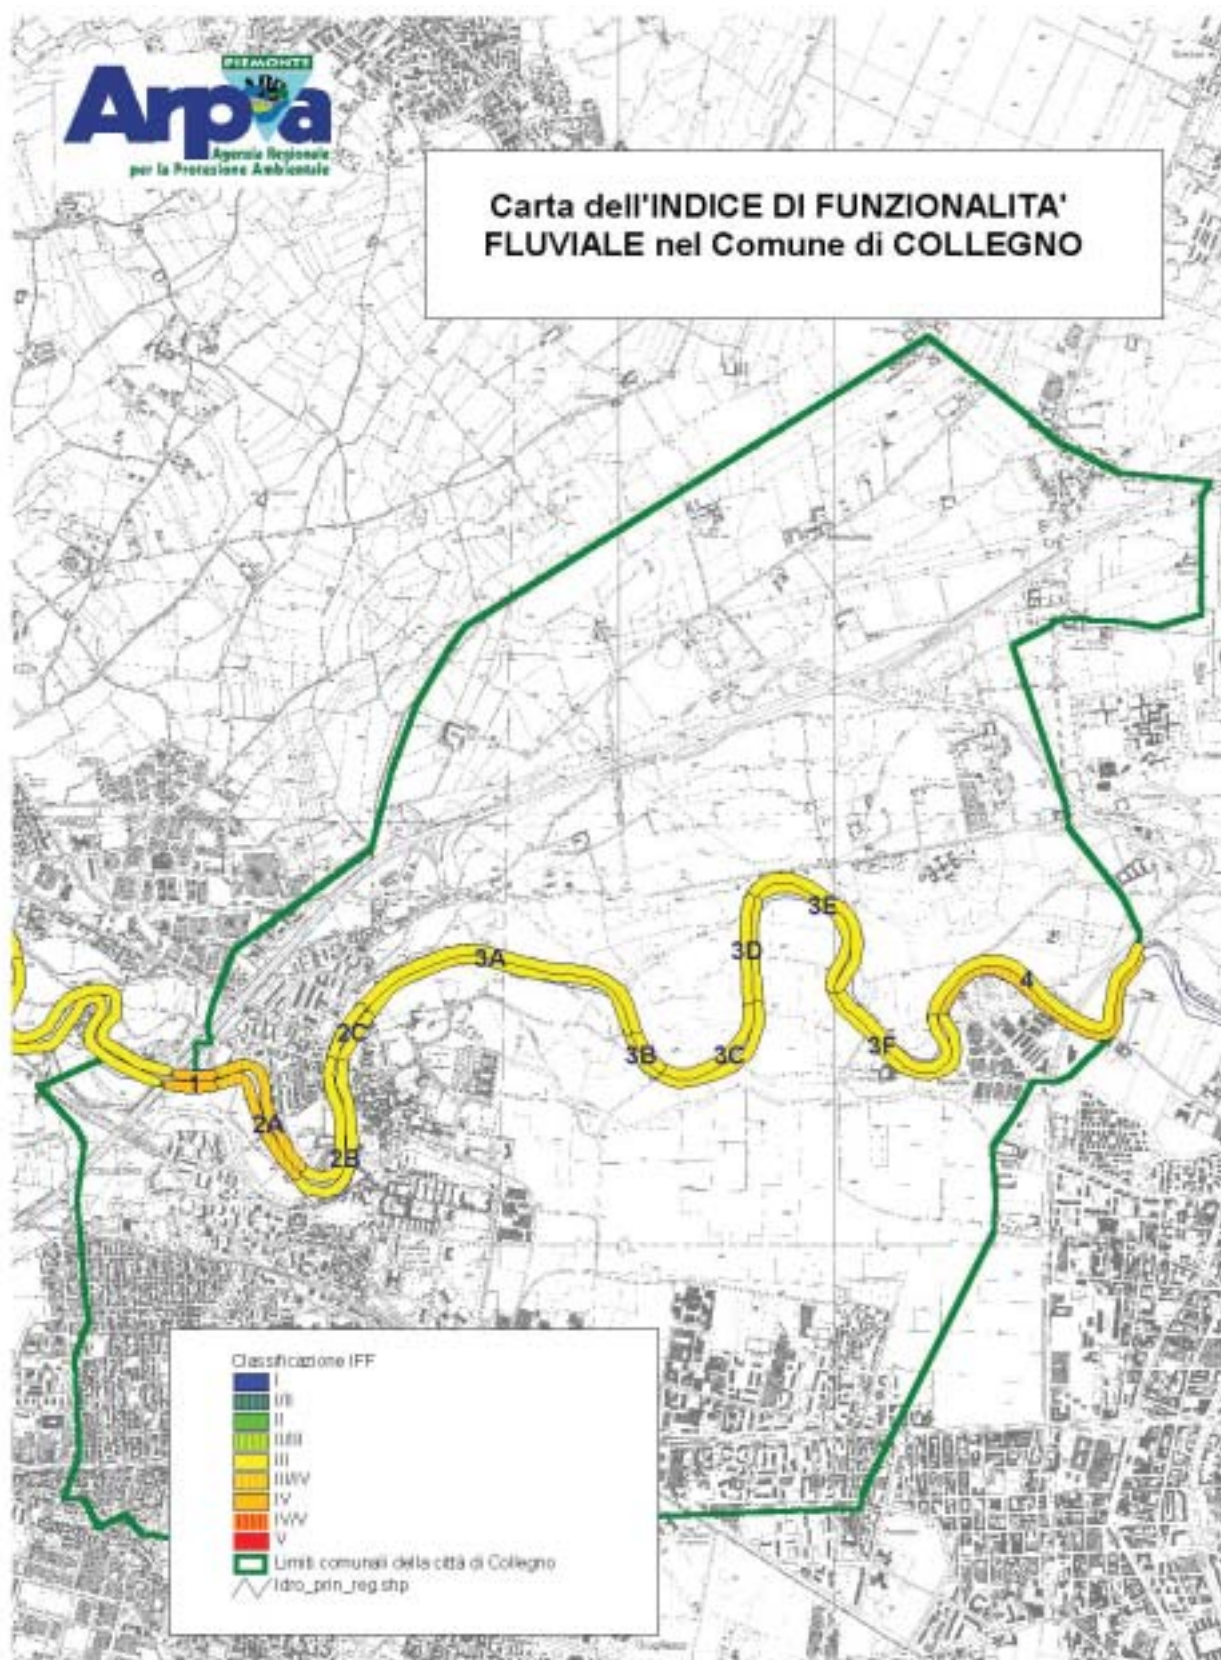 PIEMONTE
Arpa
Agenzia Regionale
per la Protezione Ambientale
Carta dell'INDICE DI FUNZIONALITA'
FLUVIALE nel Comune di COLLEGNO
3E
3D
3A
4
2C
3F
3B
3C
1
2A
2B
Classificazione IFF
I
I/II
II
II/III
III
III/IV
IV
IV/V
V
Limiti comunali della città di Collegno
Idro_prin_reg.shp